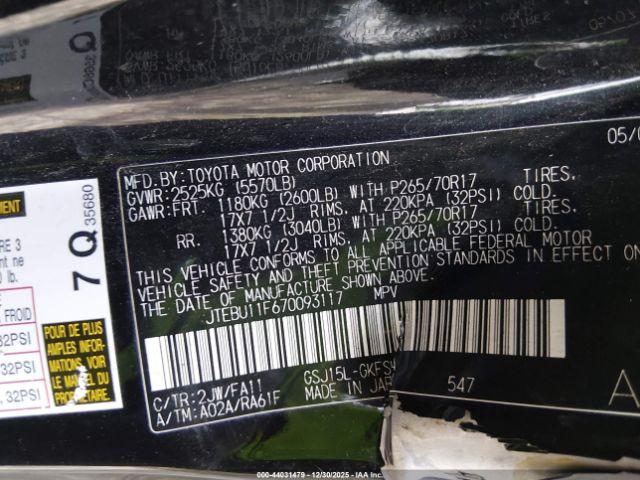 MFD.BY:TOYOTA MOTOR CORPORATION 05/0
GVWR:2525KG (5570LB)
GAWR:FRT. 1180KG (2600LB) WITH P265/70R17 TIRES.
17X7 1/2J RIMS. AT 220KPA (32PSI) COLD.
RR. 1380KG (3040LB) WITH P265/70R17 TIRES.
17X7 1/2J RIMS. AT 220KPA (32PSI) COLD.
THIS VEHICLE CONFORMS TO ALL APPLICABLE FEDERAL MOTOR
VEHICLE SAFETY AND THEFT PREVENTION STANDARDS IN EFFECT ON
THE DATE OF MANUFACTURE SHOWN ABOVE.
JTEBU11F670093117 MPV
C/TR:2JW/FA11 GSJ15L-GKFS
A/TM:A02A/RA61F MADE IN JAP 547 A
7 Q 35680
POUR DE PLUS
AMPLES INFOR-
MATIONS,
FROID
32PSI
32PSI
, 32PSI
000-44031479 - 12/30/2025 - IAAI - PUBLIC